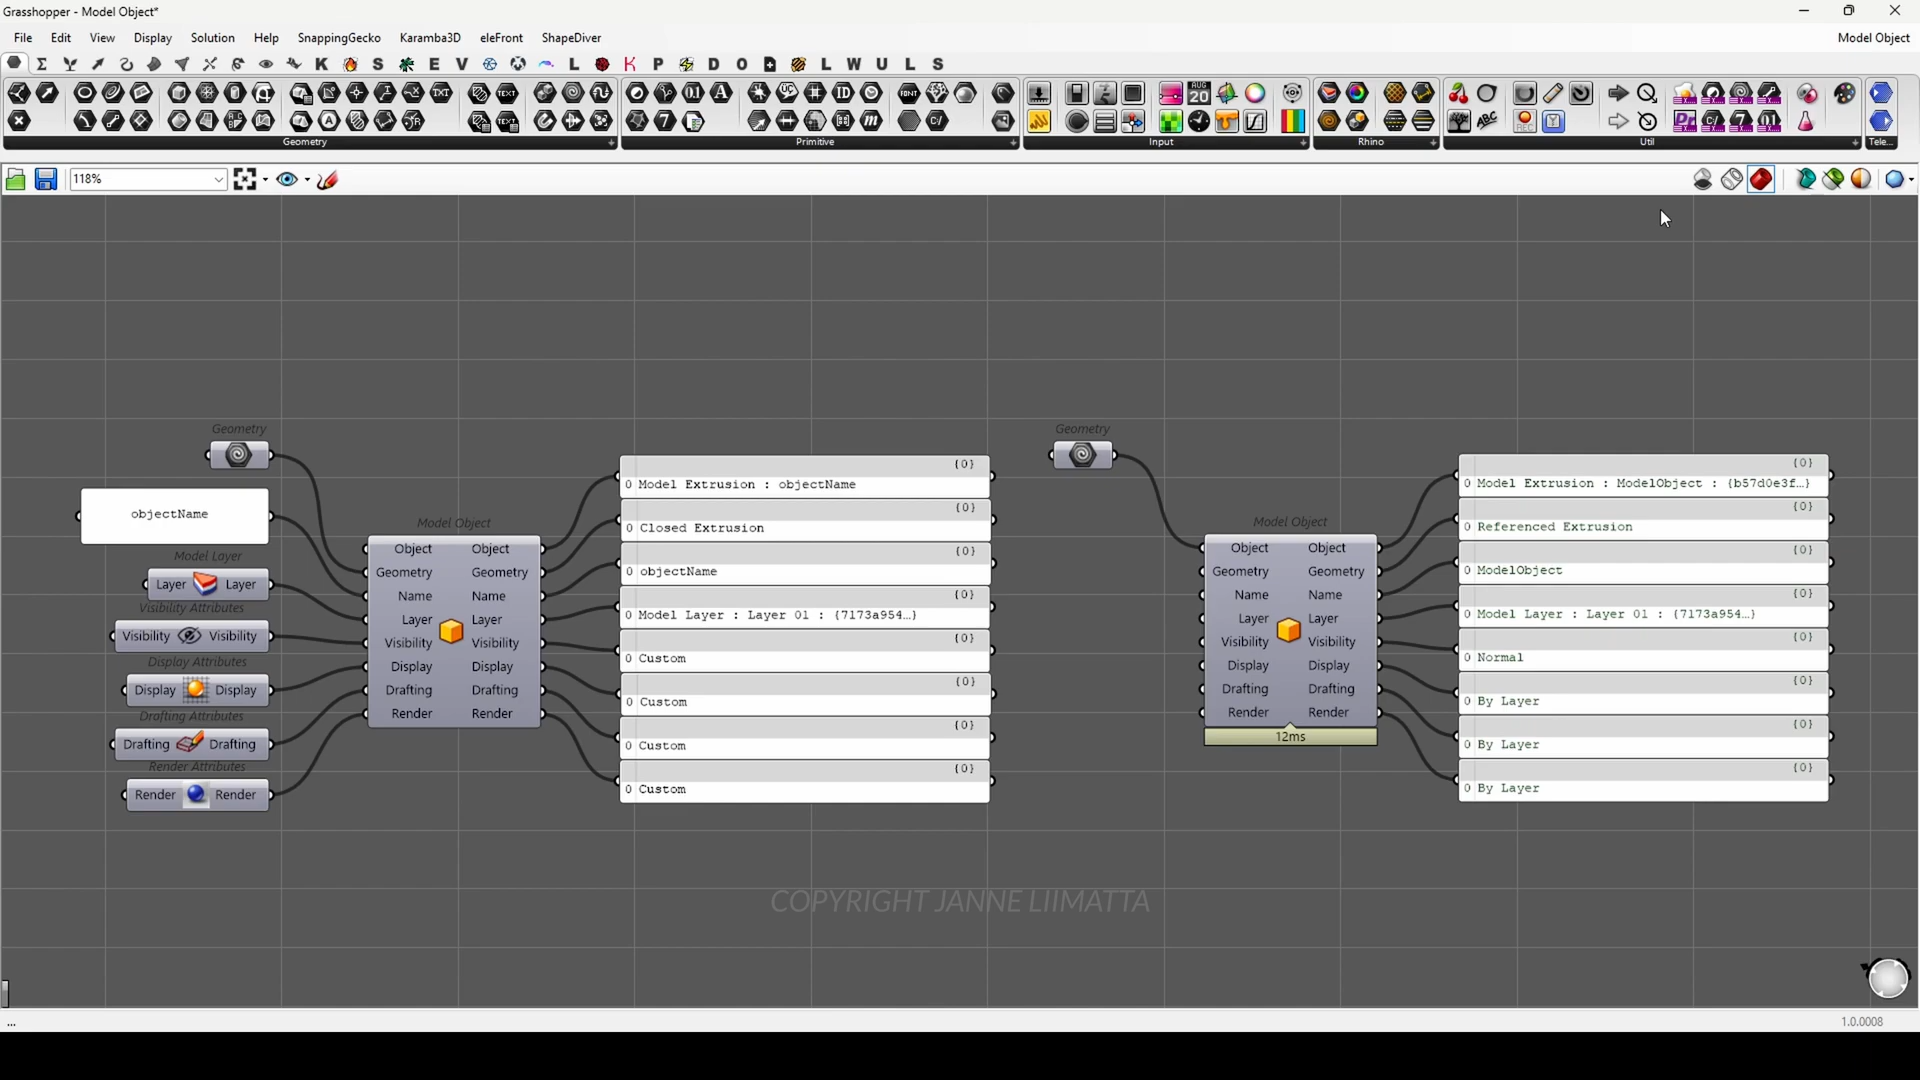 Grasshopper - Model Object*
File Edit View Display Solution Help SnappingGecko Karamba3D eleFront ShapeDiver Model Object
K S E V L P D O L W U L S
Geometry Primitive Input Rhino Util Tele...
118%
Geometry
objectName
Model Layer
Layer Layer
Visibility Attributes
Visibility Visibility
Display Attributes
Display Display
Drafting Attributes
Drafting Drafting
Render Attributes
Render Render
Model Object
Object Object
Geometry Geometry
Name Name
Layer Layer
Visibility Visibility
Display Display
Drafting Drafting
Render Render
{0}
0 Model Extrusion : objectName
{0}
0 Closed Extrusion
{0}
0 objectName
{0}
0 Model Layer : Layer 01 : {7173a954…}
{0}
0 Custom
{0}
0 Custom
{0}
0 Custom
{0}
0 Custom
Geometry
Model Object
Object Object
Geometry Geometry
Name Name
Layer Layer
Visibility Visibility
Display Display
Drafting Drafting
Render Render
12ms
{0}
0 Model Extrusion : ModelObject : {b57d0e3f…}
{0}
0 Referenced Extrusion
{0}
0 ModelObject
{0}
0 Model Layer : Layer 01 : {7173a954…}
{0}
0 Normal
{0}
0 By Layer
{0}
0 By Layer
{0}
0 By Layer
COPYRIGHT JANNE LIIMATTA
...
1.0.0008